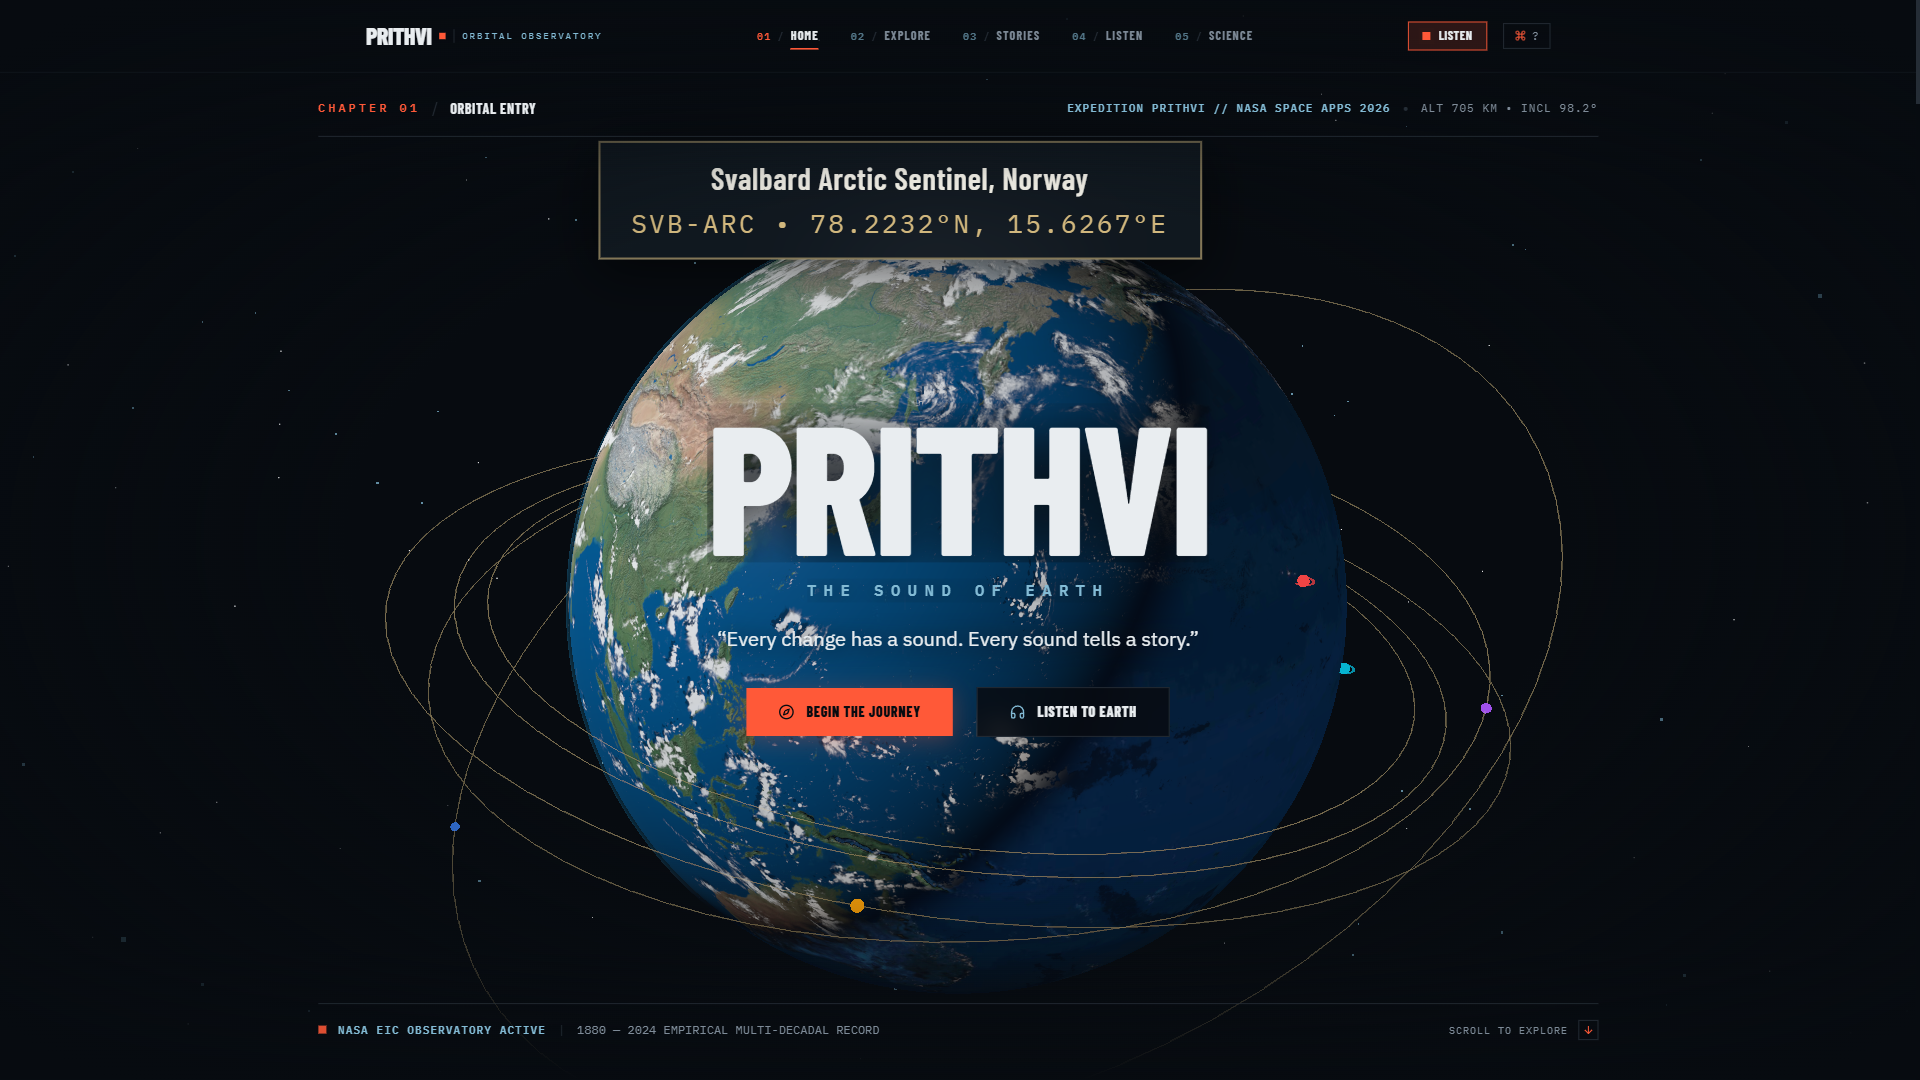 PRITHVI | ORBITAL OBSERVATORY
01 / HOME 02 / EXPLORE 03 / STORIES 04 / LISTEN 05 / SCIENCE
LISTEN
⌘ ?
CHAPTER 01 / ORBITAL ENTRY
EXPEDITION PRITHVI // NASA SPACE APPS 2026 • ALT 705 KM • INCL 98.2°
Svalbard Arctic Sentinel, Norway
SVB-ARC • 78.2232°N, 15.6267°E
PRITHVI
THE SOUND OF EARTH
“Every change has a sound. Every sound tells a story.”
BEGIN THE JOURNEY
LISTEN TO EARTH
NASA EIC OBSERVATORY ACTIVE | 1880 — 2024 EMPIRICAL MULTI-DECADAL RECORD
SCROLL TO EXPLORE ↓